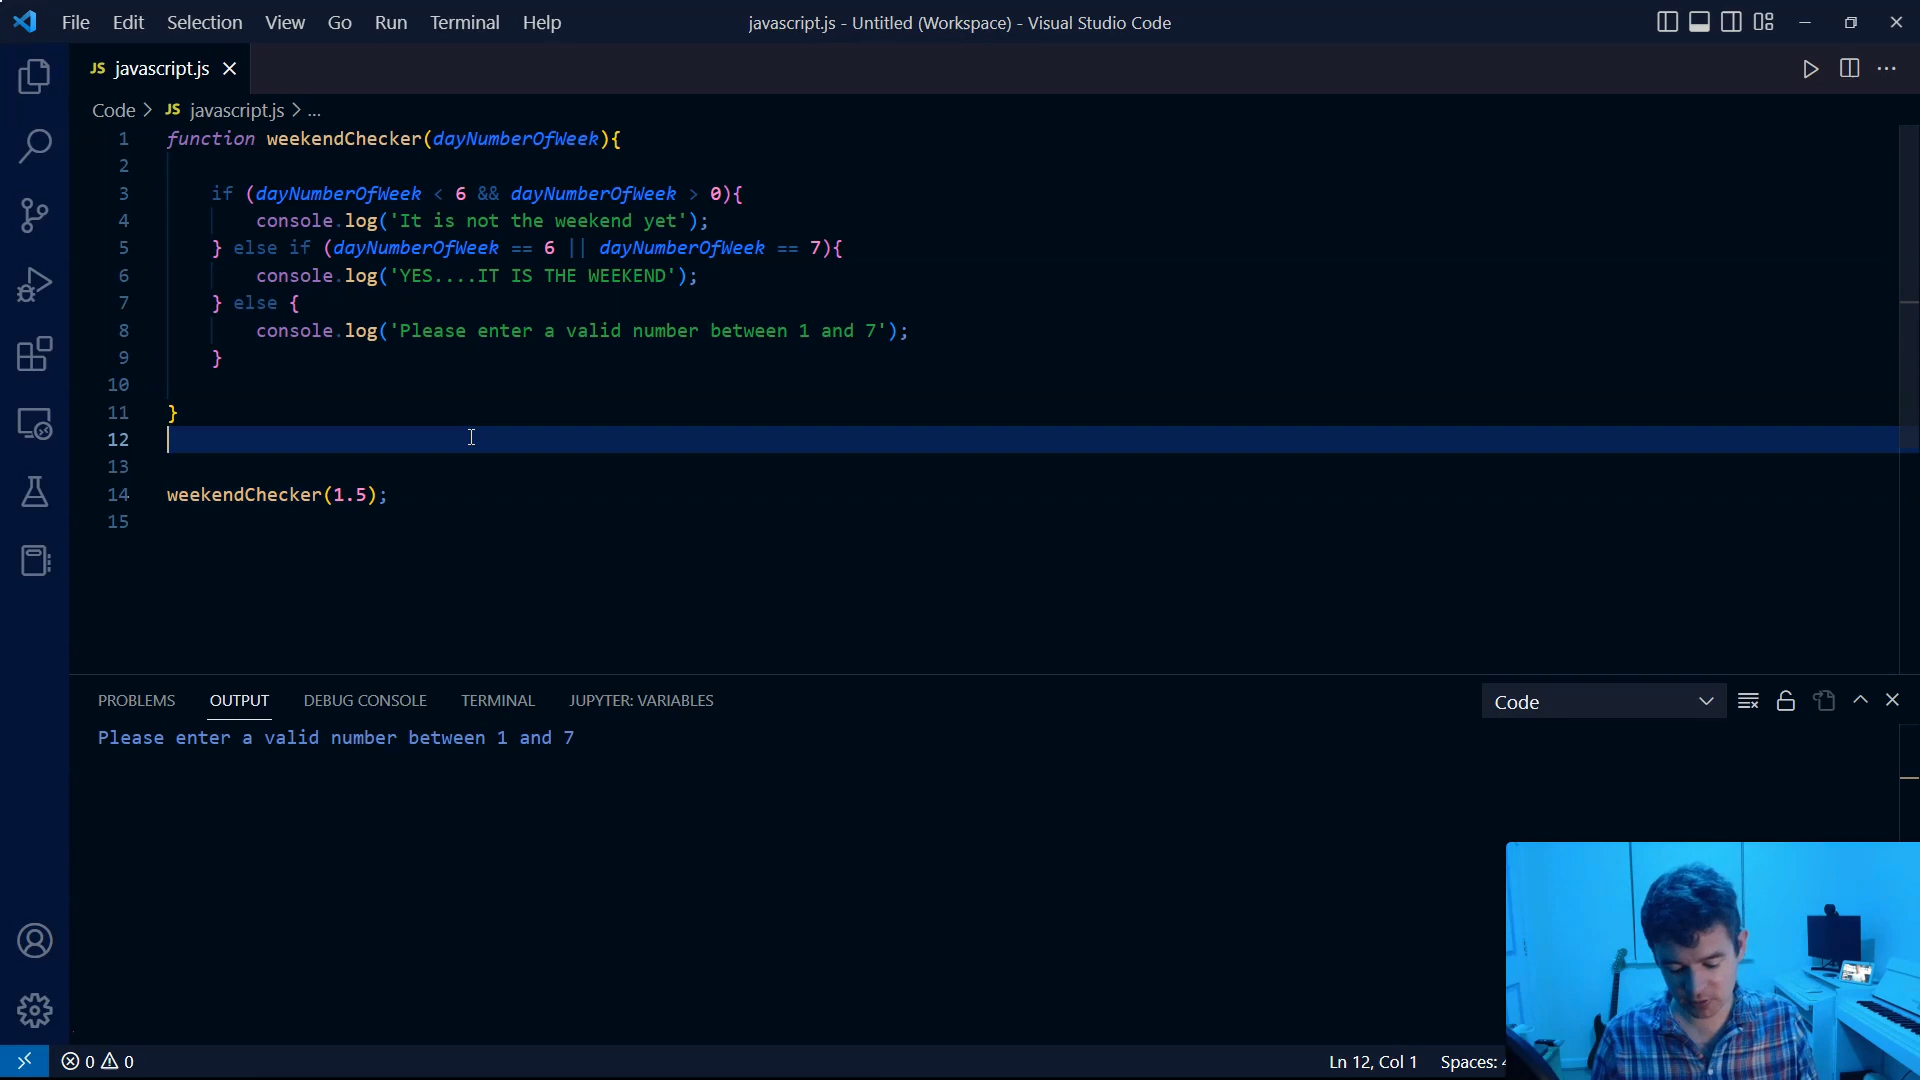 File Edit Selection View Go Run Terminal Help
javascript.js - Untitled (Workspace) - Visual Studio Code
JS javascript.js
Code > JS javascript.js > ...
1 function weekendChecker(dayNumberOfWeek){
2
3 if (dayNumberOfWeek < 6 && dayNumberOfWeek > 0){
4 console.log('It is not the weekend yet');
5 } else if (dayNumberOfWeek == 6 || dayNumberOfWeek == 7){
6 console.log('YES....IT IS THE WEEKEND');
7 } else {
8 console.log('Please enter a valid number between 1 and 7');
9 }
10
11 }
12
13
14 weekendChecker(1.5);
15
PROBLEMS OUTPUT DEBUG CONSOLE TERMINAL JUPYTER: VARIABLES
Code
Please enter a valid number between 1 and 7
0 0
Ln 12, Col 1 Spaces: